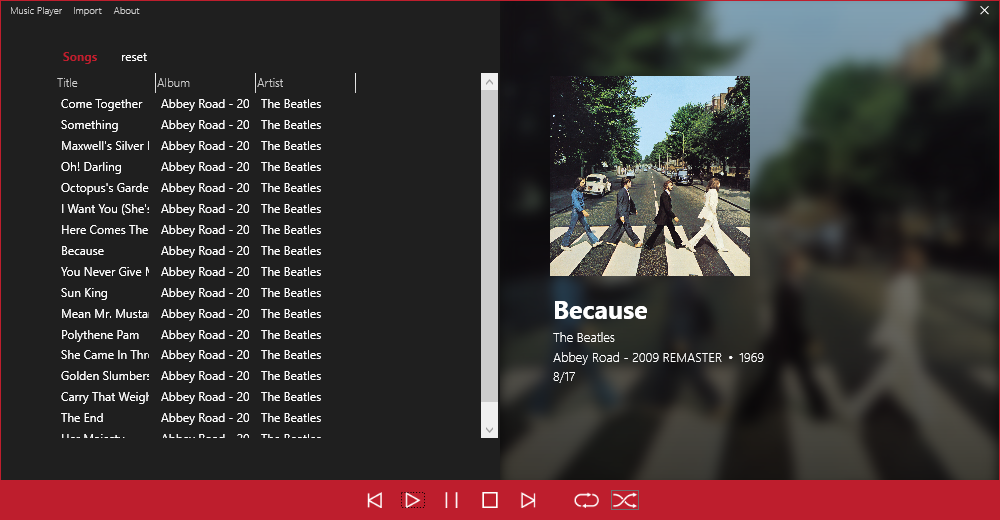 Music Player Import About
Songs reset
Title Album Artist
Come Together Abbey Road - 20 The Beatles
Something Abbey Road - 20 The Beatles
Maxwell's Silver Abbey Road - 20 The Beatles
Oh! Darling Abbey Road - 20 The Beatles
Octopus's Garde Abbey Road - 20 The Beatles
I Want You (She's Abbey Road - 20 The Beatles
Here Comes The Abbey Road - 20 The Beatles
Because Abbey Road - 20 The Beatles
You Never Give Abbey Road - 20 The Beatles
Sun King Abbey Road - 20 The Beatles
Mean Mr. Musta Abbey Road - 20 The Beatles
Polythene Pam Abbey Road - 20 The Beatles
She Came In Thr Abbey Road - 20 The Beatles
Golden Slumbers Abbey Road - 20 The Beatles
Carry That Weigh Abbey Road - 20 The Beatles
The End Abbey Road - 20 The Beatles
Her Majesty Abbey Road - 20 The Beatles
Because
The Beatles
Abbey Road - 2009 REMASTER • 1969
8/17